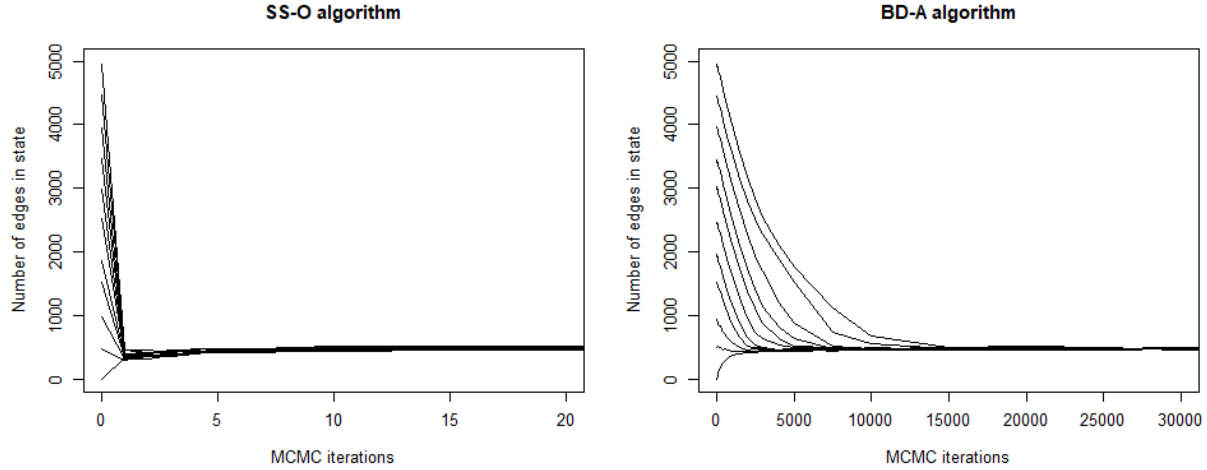 SS-O algorithm
Number of edges in state
5000
4000
3000
2000
1000
0
0 5 10 15 20
MCMC iterations
BD-A algorithm
Number of edges in state
5000
4000
3000
2000
1000
0
0 5000 10000 15000 20000 25000 30000
MCMC iterations